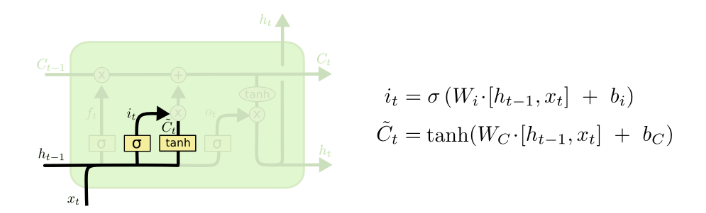 h_t
C_{t-1} C_t
× +
tanh
f_t i_t × o_t ×
C̃_t
σ σ tanh σ
h_{t-1} h_t
x_t
i_t = σ (W_i·[h_{t-1}, x_t] + b_i)
C̃_t = tanh(W_C·[h_{t-1}, x_t] + b_C)